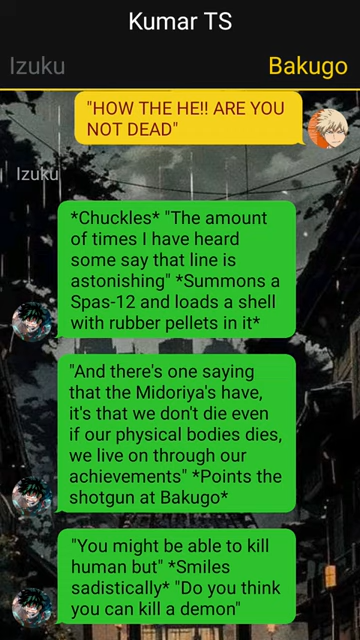 Kumar TS
Izuku
Bakugo
"HOW THE HE!! ARE YOU
NOT DEAD"
Izuku
*Chuckles* "The amount
of times I have heard
some say that line is
astonishing" *Summons a
Spas-12 and loads a shell
with rubber pellets in it*
"And there's one saying
that the Midoriya's have,
it's that we don't die even
if our physical bodies dies,
we live on through our
achievements" *Points the
shotgun at Bakugo*
"You might be able to kill
human but" *Smiles
sadistically* "Do you think
you can kill a demon"